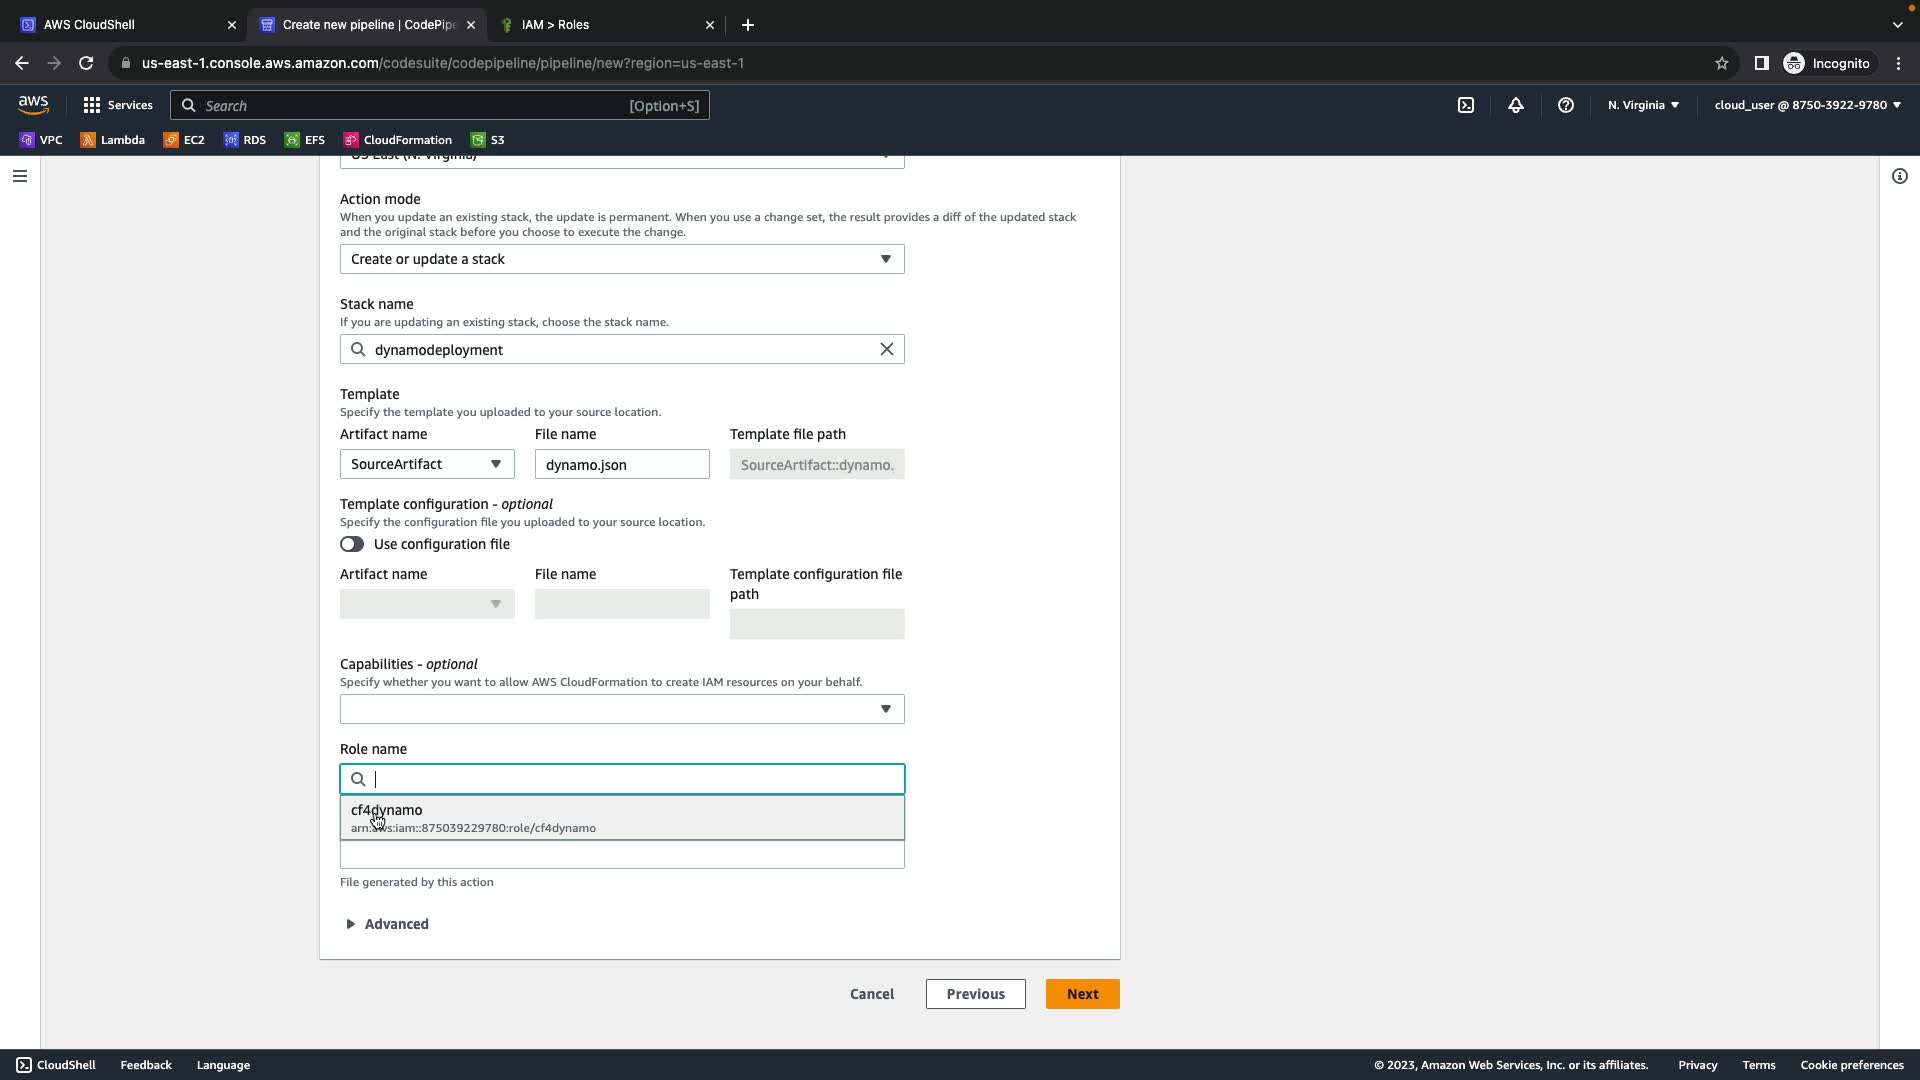 AWS CloudShell
Create new pipeline | CodePipe
IAM > Roles
us-east-1.console.aws.amazon.com/codesuite/codepipeline/pipeline/new?region=us-east-1
Incognito
aws
Services
Search
[Option+S]
N. Virginia
cloud_user @ 8750-3922-9780
VPC
Lambda
EC2
RDS
EFS
CloudFormation
S3
US East (N. Virginia)
Action mode
When you update an existing stack, the update is permanent. When you use a change set, the result provides a diff of the updated stack
and the original stack before you choose to execute the change.
Create or update a stack
Stack name
If you are updating an existing stack, choose the stack name.
dynamodeployment
Template
Specify the template you uploaded to your source location.
Artifact name
File name
Template file path
SourceArtifact
dynamo.json
SourceArtifact::dynamo.
Template configuration - optional
Specify the configuration file you uploaded to your source location.
Use configuration file
Artifact name
File name
Template configuration file
path
Capabilities - optional
Specify whether you want to allow AWS CloudFormation to create IAM resources on your behalf.
Role name
cf4dynamo
arn:aws:iam::875039229780:role/cf4dynamo
File generated by this action
Advanced
Cancel
Previous
Next
CloudShell
Feedback
Language
© 2023, Amazon Web Services, Inc. or its affiliates.
Privacy
Terms
Cookie preferences